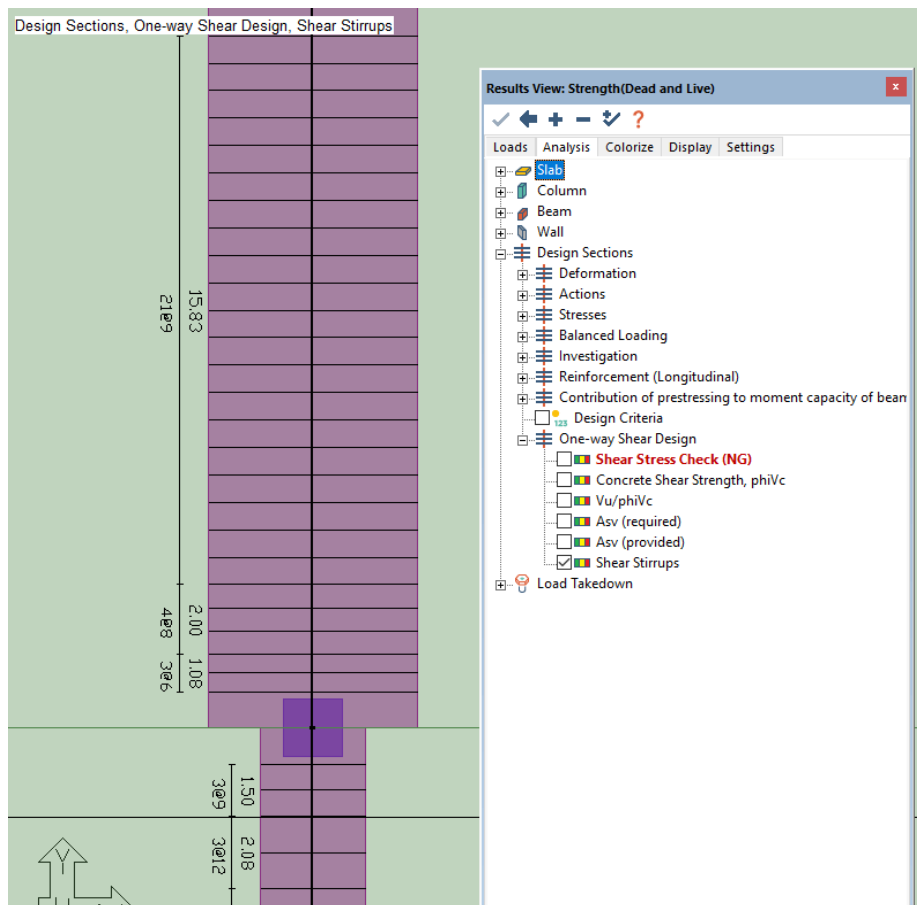 Design Sections, One-way Shear Design, Shear Stirrups
Results View: Strength(Dead and Live)
Loads Analysis Colorize Display Settings
Slab
Column
Beam
Wall
Design Sections
Deformation
Actions
Stresses
Balanced Loading
Investigation
Reinforcement (Longitudinal)
Contribution of prestressing to moment capacity of bean
123 Design Criteria
One-way Shear Design
Shear Stress Check (NG)
Concrete Shear Strength, phiVc
Vu/phiVc
Asv (required)
Asv (provided)
Shear Stirrups
Load Takedown
15.83
21@9
2.00
4@8
1.08
3@6
1.50
3@9
2.08
3@12
Y